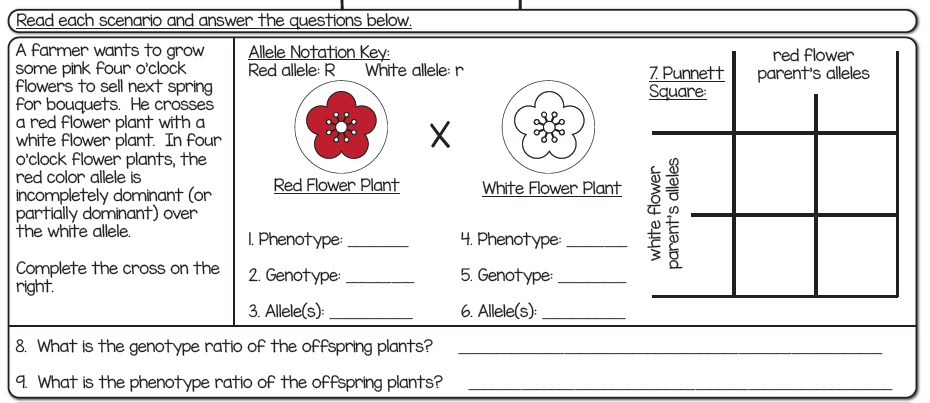 Read each scenario and answer the questions below.
A farmer wants to grow
some pink four o'clock
flowers to sell next spring
for bouquets. He crosses
a red flower plant with a
white flower plant. In four
o'clock flower plants, the
red color allele is
incompletely dominant (or
partially dominant) over
the white allele.
Complete the cross on the
right.
Allele Notation Key:
Red allele: R White allele: r
X
Red Flower Plant
White Flower Plant
1. Phenotype: _______
4. Phenotype: _______
2. Genotype: ________
5. Genotype: ________
3. Allele(s): __________
6. Allele(s): __________
7. Punnett
Square:
red flower
parent's alleles
white flower
parent's alleles
8. What is the genotype ratio of the offspring plants? ____________________
9. What is the phenotype ratio of the offspring plants? ____________________